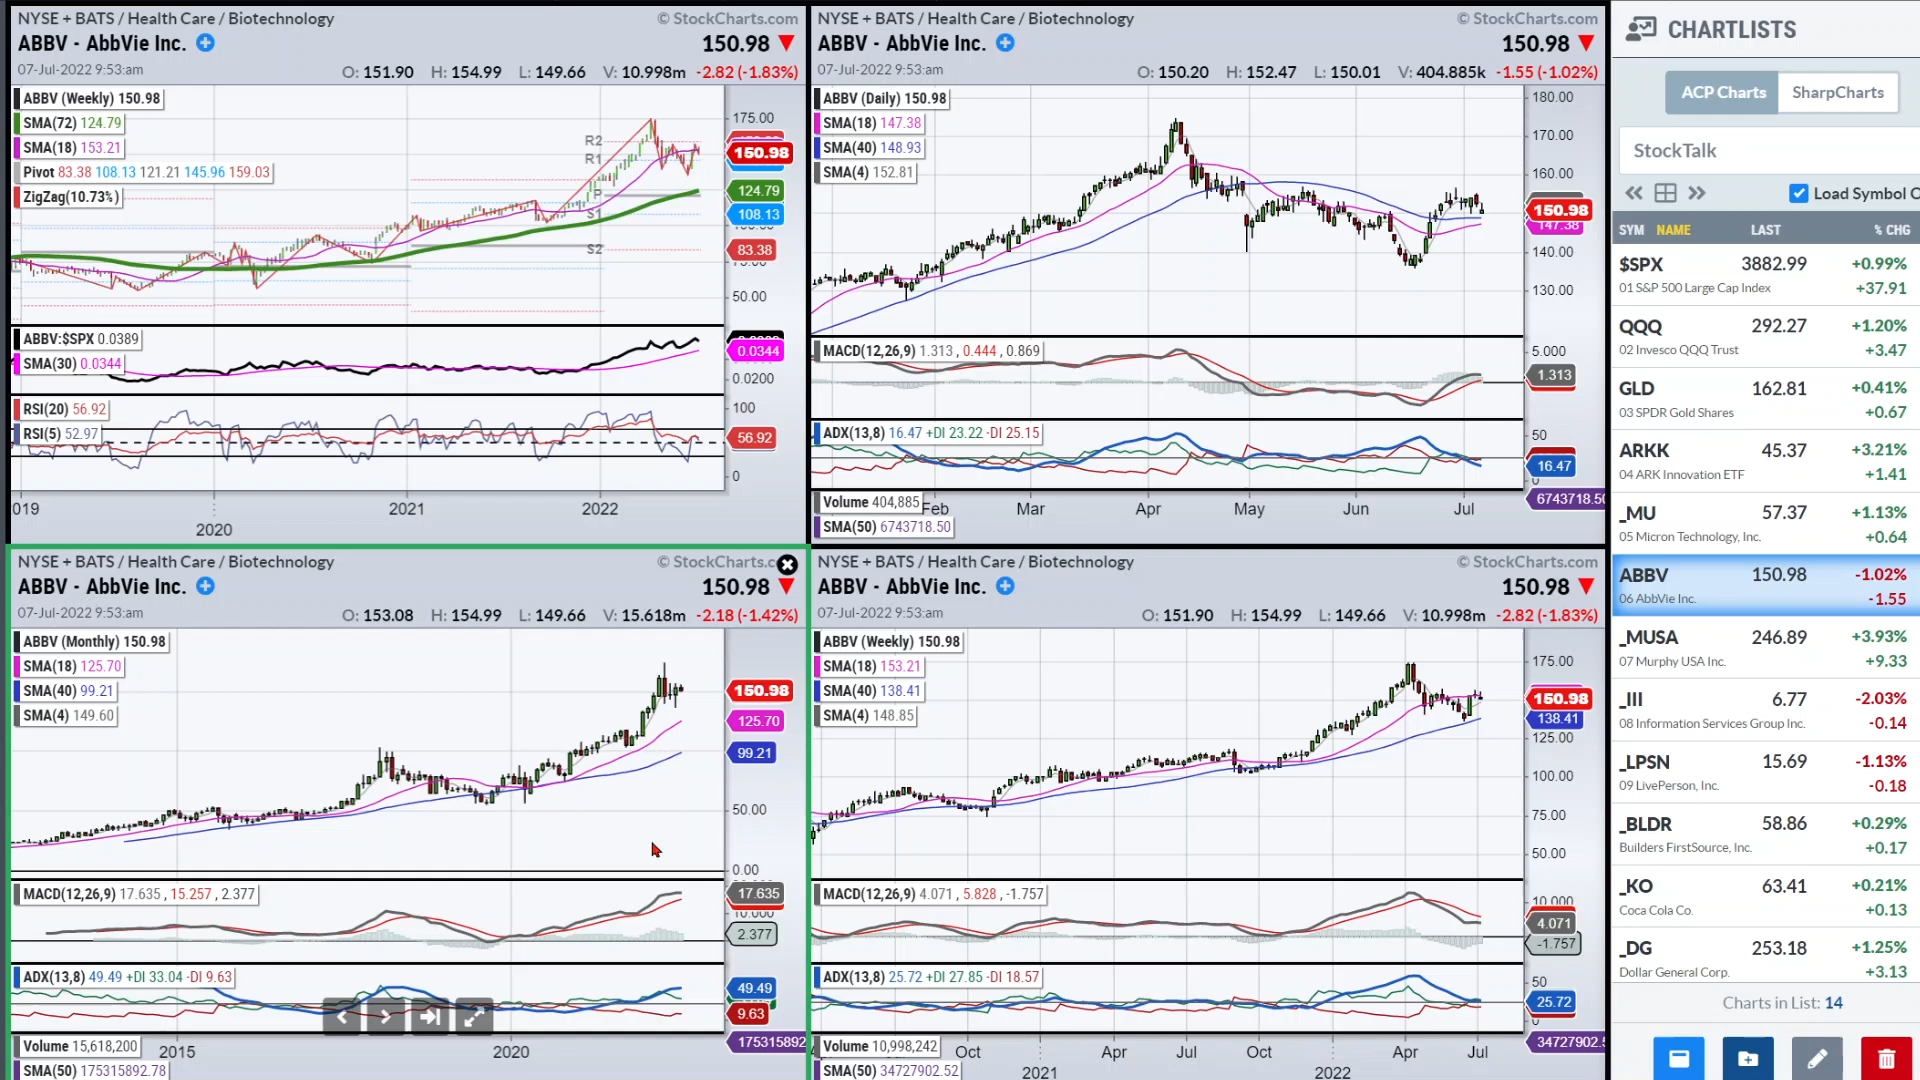 NYSE + BATS / Health Care / Biotechnology
© StockCharts.com
ABBV - AbbVie Inc.
150.98
07-Jul-2022 9:53:am
O: 151.90 H: 154.99 L: 149.66 V: 10.998m -2.82 (-1.83%)
ABBV (Weekly) 150.98
SMA(72) 124.79
SMA(18) 153.21
Pivot 83.38 108.13 121.21 145.96 159.03
ZigZag(10.73%)
R2
R1
P
S1
S2
175.00
150.98
124.79
108.13
83.38
50.00
ABBV:$SPX 0.0389
SMA(30) 0.0344
0.0344
0.0200
RSI(20) 56.92
RSI(5) 52.97
100
56.92
0
2019
2020
2021
2022
NYSE + BATS / Health Care / Biotechnology
© StockCharts.com
ABBV - AbbVie Inc.
150.98
07-Jul-2022 9:53:am
O: 150.20 H: 152.47 L: 150.01 V: 404.885k -1.55 (-1.02%)
ABBV (Daily) 150.98
SMA(18) 147.38
SMA(40) 148.93
SMA(4) 152.81
180.00
170.00
160.00
150.98
147.38
140.00
130.00
MACD(12,26,9) 1.313 , 0.444 , 0.869
5.000
1.313
ADX(13,8) 16.47 +DI 23.22 -DI 25.15
50
16.47
0
Volume 404,885
SMA(50) 6743718.50
6743718.50
Feb Mar Apr May Jun Jul
NYSE + BATS / Health Care / Biotechnology
© StockCharts.c
ABBV - AbbVie Inc.
150.98
07-Jul-2022 9:53:am
O: 153.08 H: 154.99 L: 149.66 V: 15.618m -2.18 (-1.42%)
ABBV (Monthly) 150.98
SMA(18) 125.70
SMA(40) 99.21
SMA(4) 149.60
150.98
125.70
99.21
50.00
0.00
MACD(12,26,9) 17.635 , 15.257 , 2.377
17.635
10.000
2.377
ADX(13,8) 49.49 +DI 33.04 -DI 9.63
49.49
9.63
Volume 15,618,200
SMA(50) 175315892.78
175315892
2015 2020
NYSE + BATS / Health Care / Biotechnology
© StockCharts.com
ABBV - AbbVie Inc.
150.98
07-Jul-2022 9:53:am
O: 151.90 H: 154.99 L: 149.66 V: 10.998m -2.82 (-1.83%)
ABBV (Weekly) 150.98
SMA(18) 153.21
SMA(40) 138.41
SMA(4) 148.85
175.00
150.98
138.41
125.00
100.00
75.00
50.00
MACD(12,26,9) 4.071 , 5.828 , -1.757
10.000
4.071
-1.757
ADX(13,8) 25.72 +DI 27.85 -DI 18.57
50
25.72
0
Volume 10,998,242
SMA(50) 34727902.52
34727902.5
Oct Apr Jul Oct Apr Jul
2021 2022
CHARTLISTS
ACP Charts SharpCharts
StockTalk
Load Symbol O
SYM NAME LAST % CHG
$SPX 3882.99 +0.99%
01 S&P 500 Large Cap Index +37.91
QQQ 292.27 +1.20%
02 Invesco QQQ Trust +3.47
GLD 162.81 +0.41%
03 SPDR Gold Shares +0.67
ARKK 45.37 +3.21%
04 ARK Innovation ETF +1.41
_MU 57.37 +1.13%
05 Micron Technology, Inc. +0.64
ABBV 150.98 -1.02%
06 AbbVie Inc. -1.55
_MUSA 246.89 +3.93%
07 Murphy USA Inc. +9.33
_III 6.77 -2.03%
08 Information Services Group Inc. -0.14
_LPSN 15.69 -1.13%
09 LivePerson, Inc. -0.18
_BLDR 58.86 +0.29%
Builders FirstSource, Inc. +0.17
_KO 63.41 +0.21%
Coca Cola Co. +0.13
_DG 253.18 +1.25%
Dollar General Corp. +3.13
Charts in List: 14